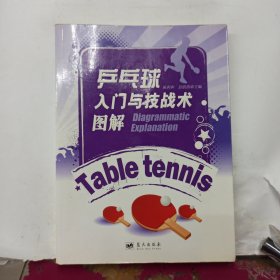 乒乓球
入门与技战术
图解
Diagrammatic
Explanation
Table tennis